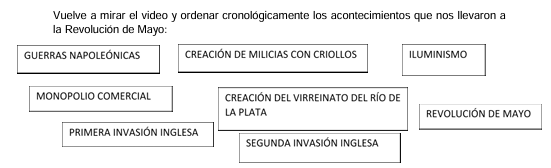 Vuelve a mirar el video y ordenar cronológicamente los acontecimientos que nos llevaron a
la Revolución de Mayo:
GUERRAS NAPOLEÓNICAS
CREACIÓN DE MILICIAS CON CRIOLLOS
ILUMINISMO
MONOPOLIO COMERCIAL
CREACIÓN DEL VIRREINATO DEL RÍO DE
LA PLATA
REVOLUCIÓN DE MAYO
PRIMERA INVASIÓN INGLESA
SEGUNDA INVASIÓN INGLESA